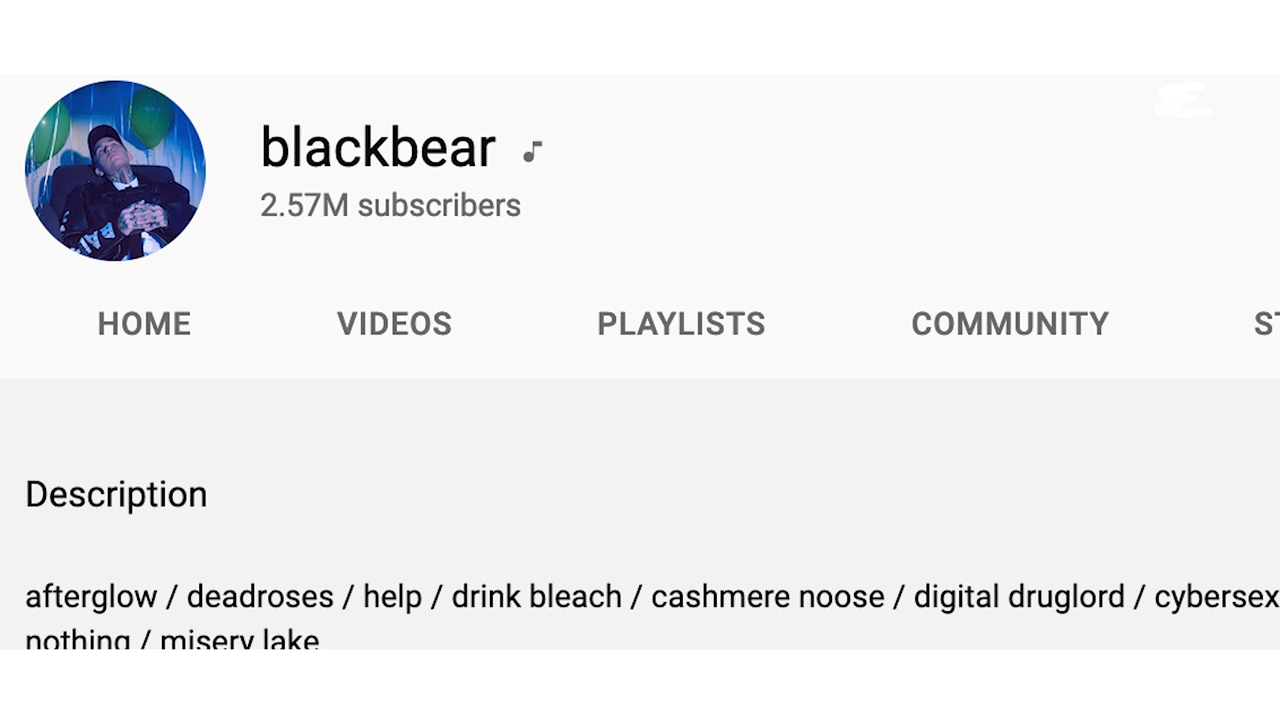 blackbear
2.57M subscribers
HOME VIDEOS PLAYLISTS COMMUNITY ST
Description
afterglow / deadroses / help / drink bleach / cashmere noose / digital druglord / cybersex
nothing / misery lake